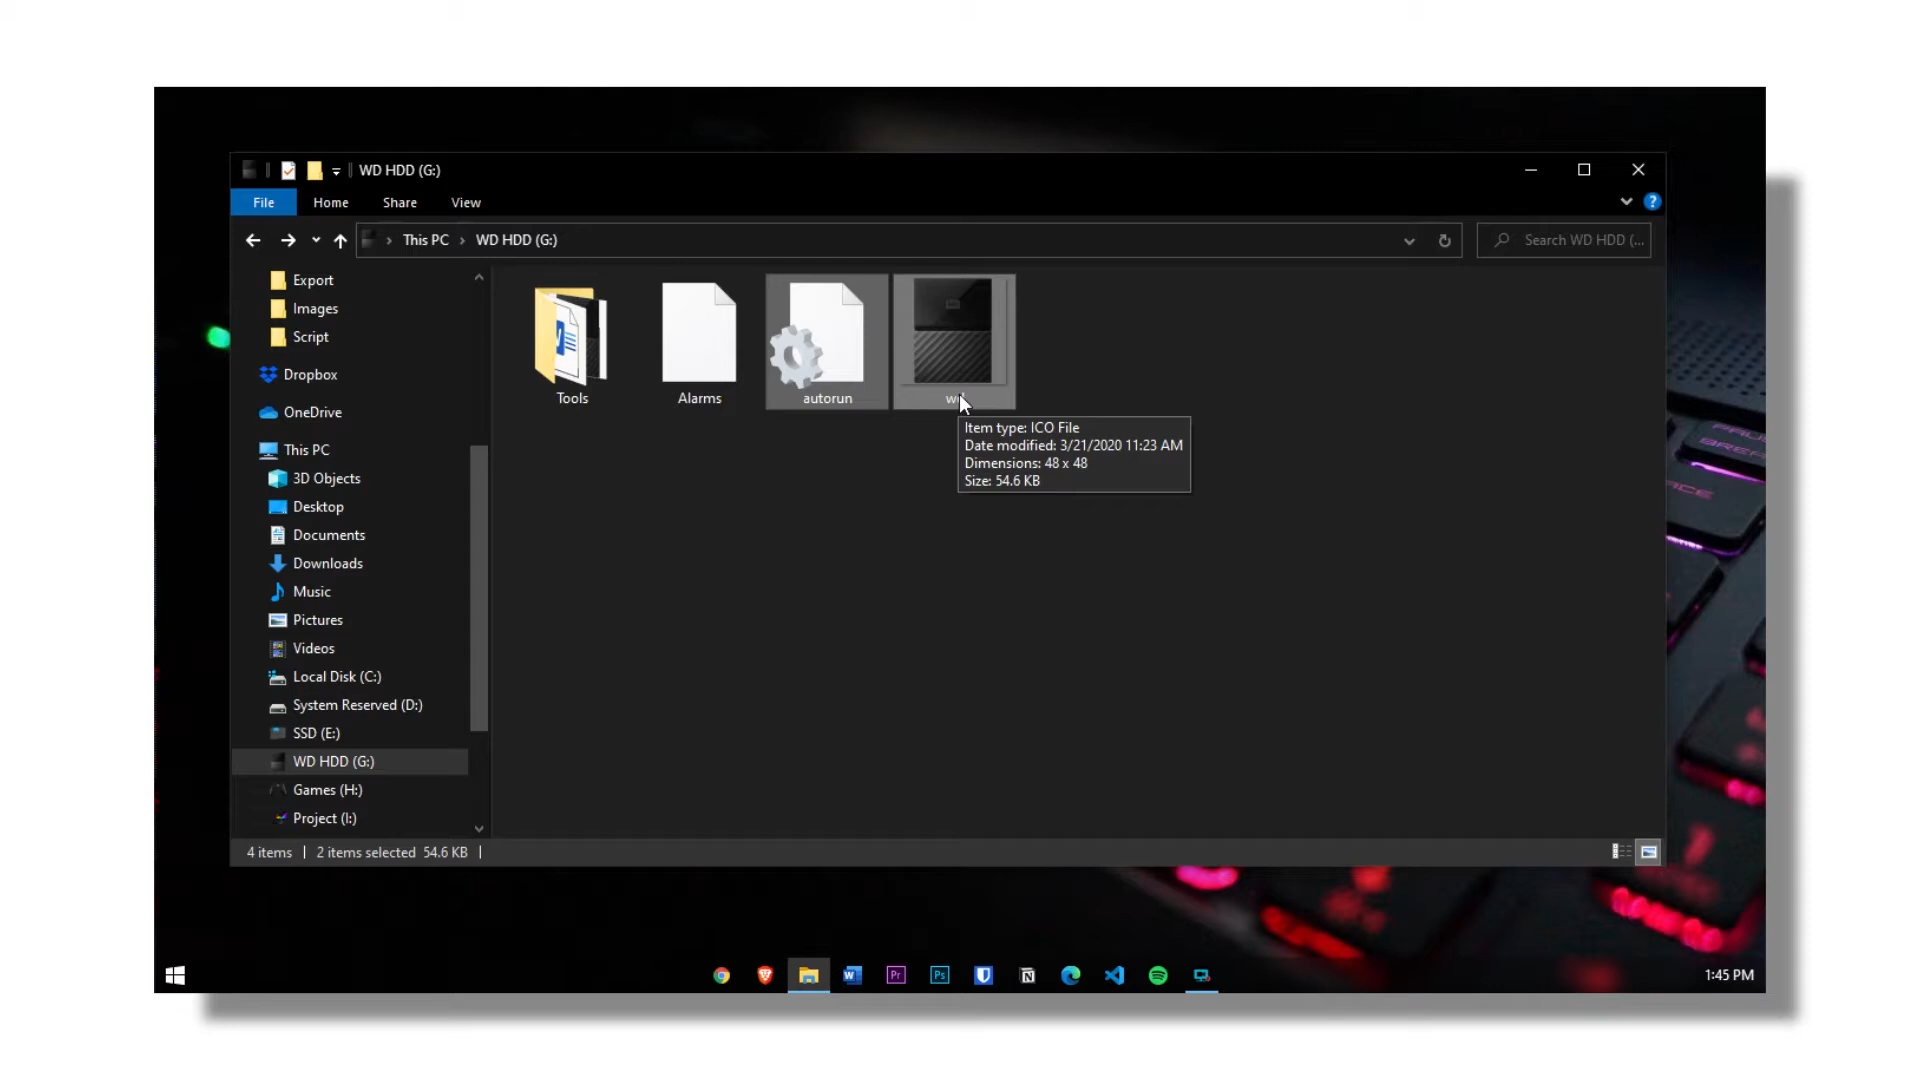 WD HDD (G:)
File Home Share View
This PC > WD HDD (G:)
Search WD HDD (...
Export
Images
Script
Dropbox
OneDrive
This PC
3D Objects
Desktop
Documents
Downloads
Music
Pictures
Videos
Local Disk (C:)
System Reserved (D:)
SSD (E:)
WD HDD (G:)
Games (H:)
Project (I:)
Tools
Alarms
autorun
Item type: ICO File
Date modified: 3/21/2020 11:23 AM
Dimensions: 48 x 48
Size: 54.6 KB
4 items 2 items selected 54.6 KB
1:45 PM